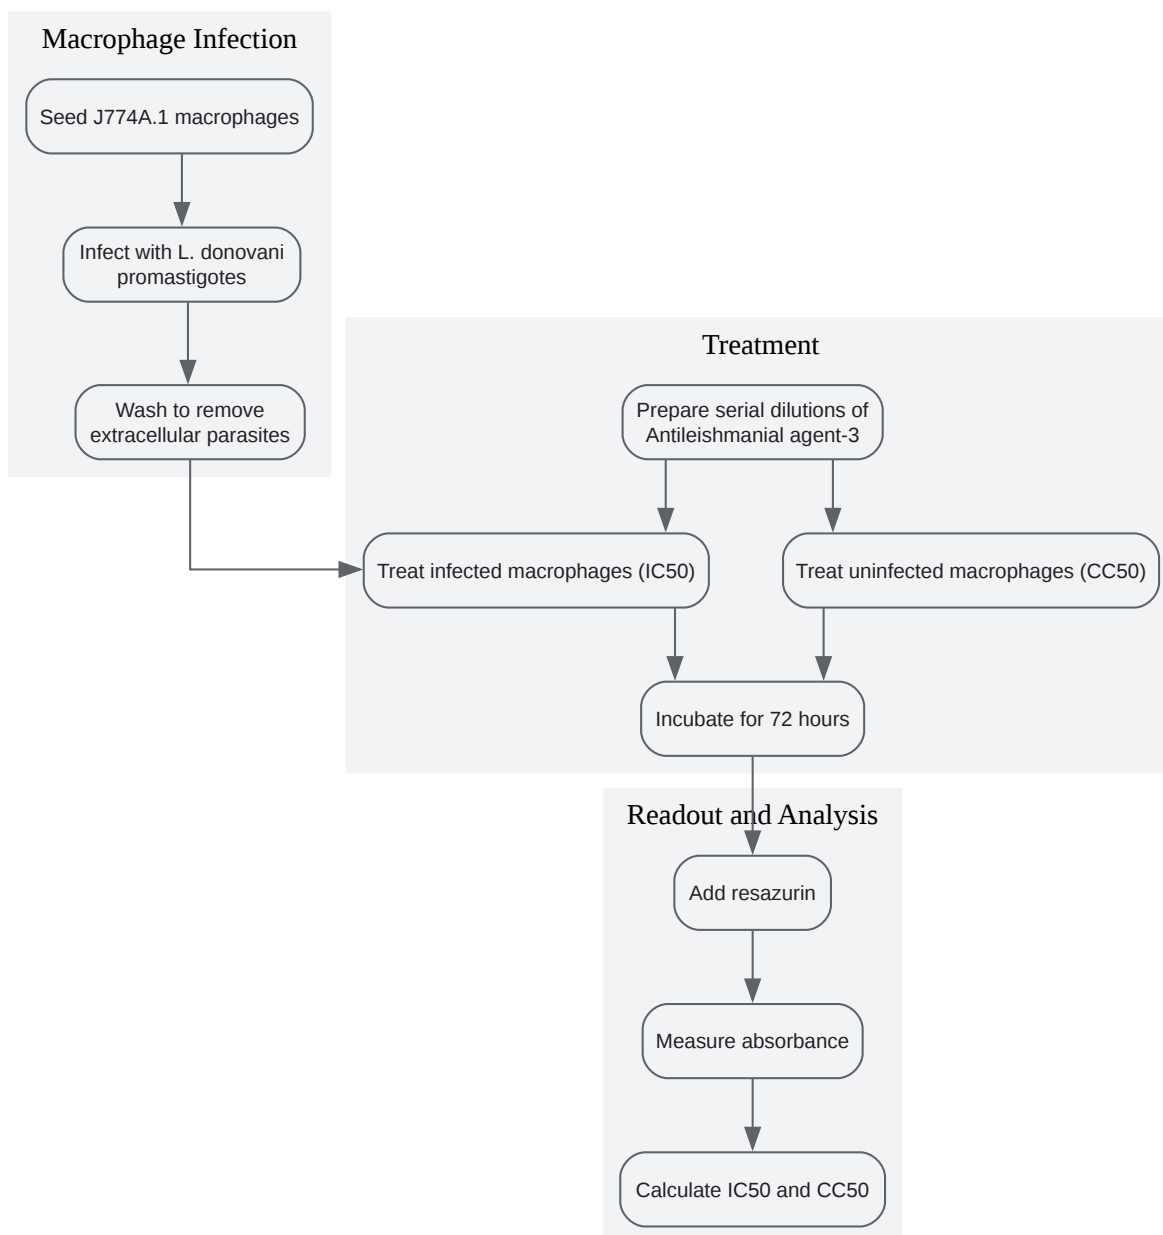 Macrophage Infection
Seed J774A.1 macrophages
Infect with L. donovani
promastigotes
Wash to remove
extracellular parasites
Treatment
Prepare serial dilutions of
Antileishmanial agent-3
Treat infected macrophages (IC50)
Treat uninfected macrophages (CC50)
Incubate for 72 hours
Readout and Analysis
Add resazurin
Measure absorbance
Calculate IC50 and CC50